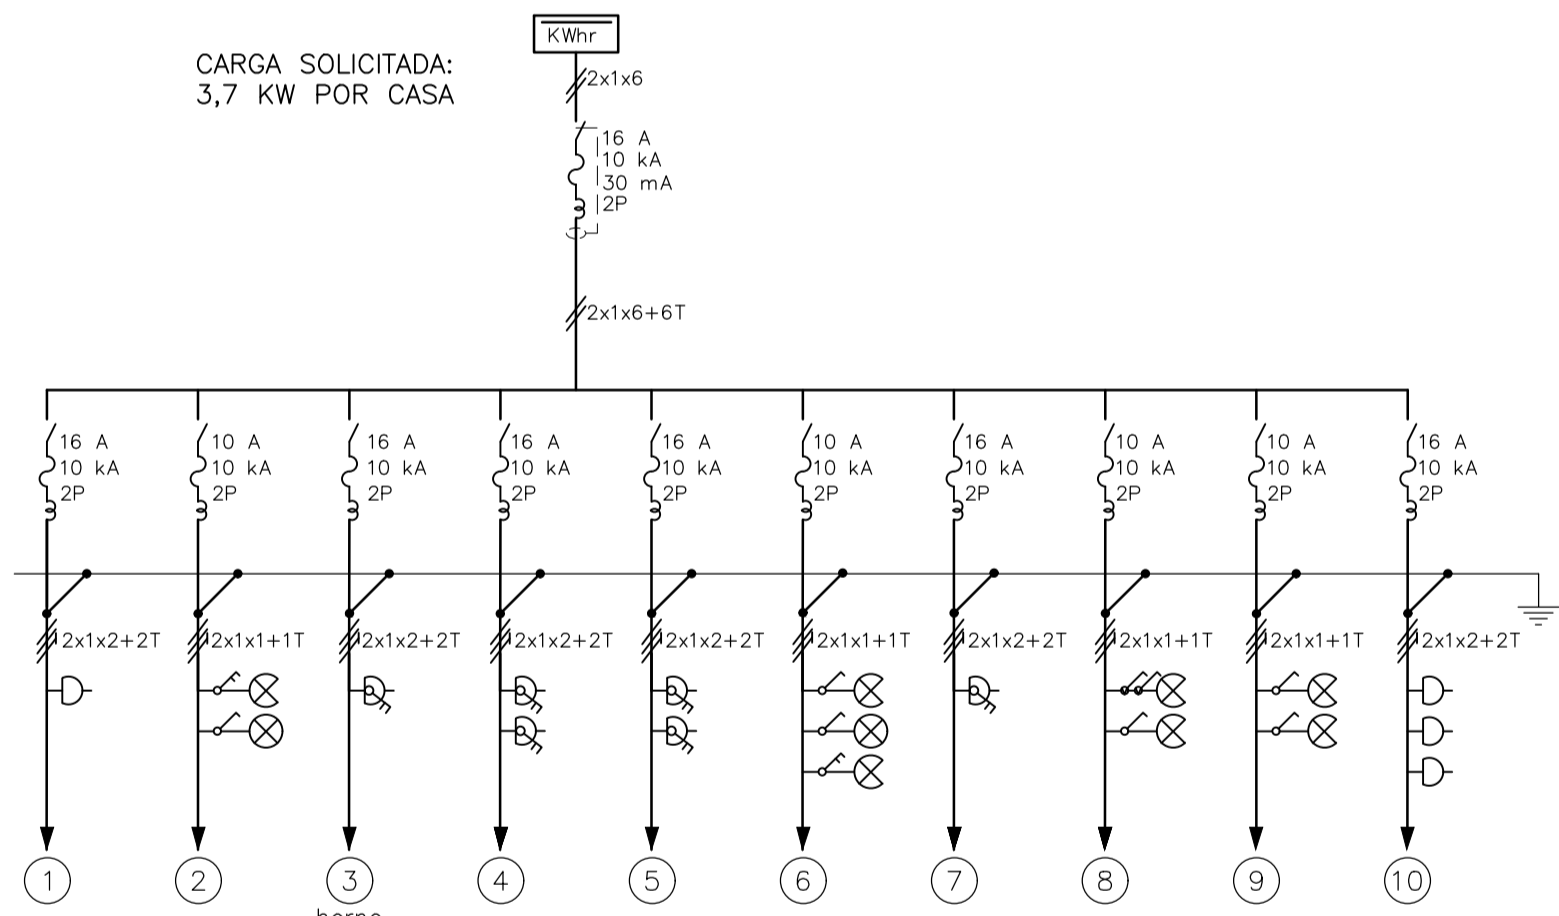 KWhr
CARGA SOLICITADA:
3,7 KW POR CASA
2x1x6
16 A
10 kA
30 mA
2P
2x1x6+6T
16 A
10 kA
2P
10 A
10 kA
2P
16 A
10 kA
2P
16 A
10 kA
2P
16 A
10 kA
2P
10 A
10 kA
2P
16 A
10 kA
2P
10 A
10 kA
2P
10 A
10 kA
2P
16 A
10 kA
2P
2x1x2+2T
2x1x1+1T
2x1x2+2T
2x1x2+2T
2x1x2+2T
2x1x1+1T
2x1x2+2T
2x1x1+1T
2x1x1+1T
2x1x2+2T
1
2
3
4
5
6
7
8
9
10
horno